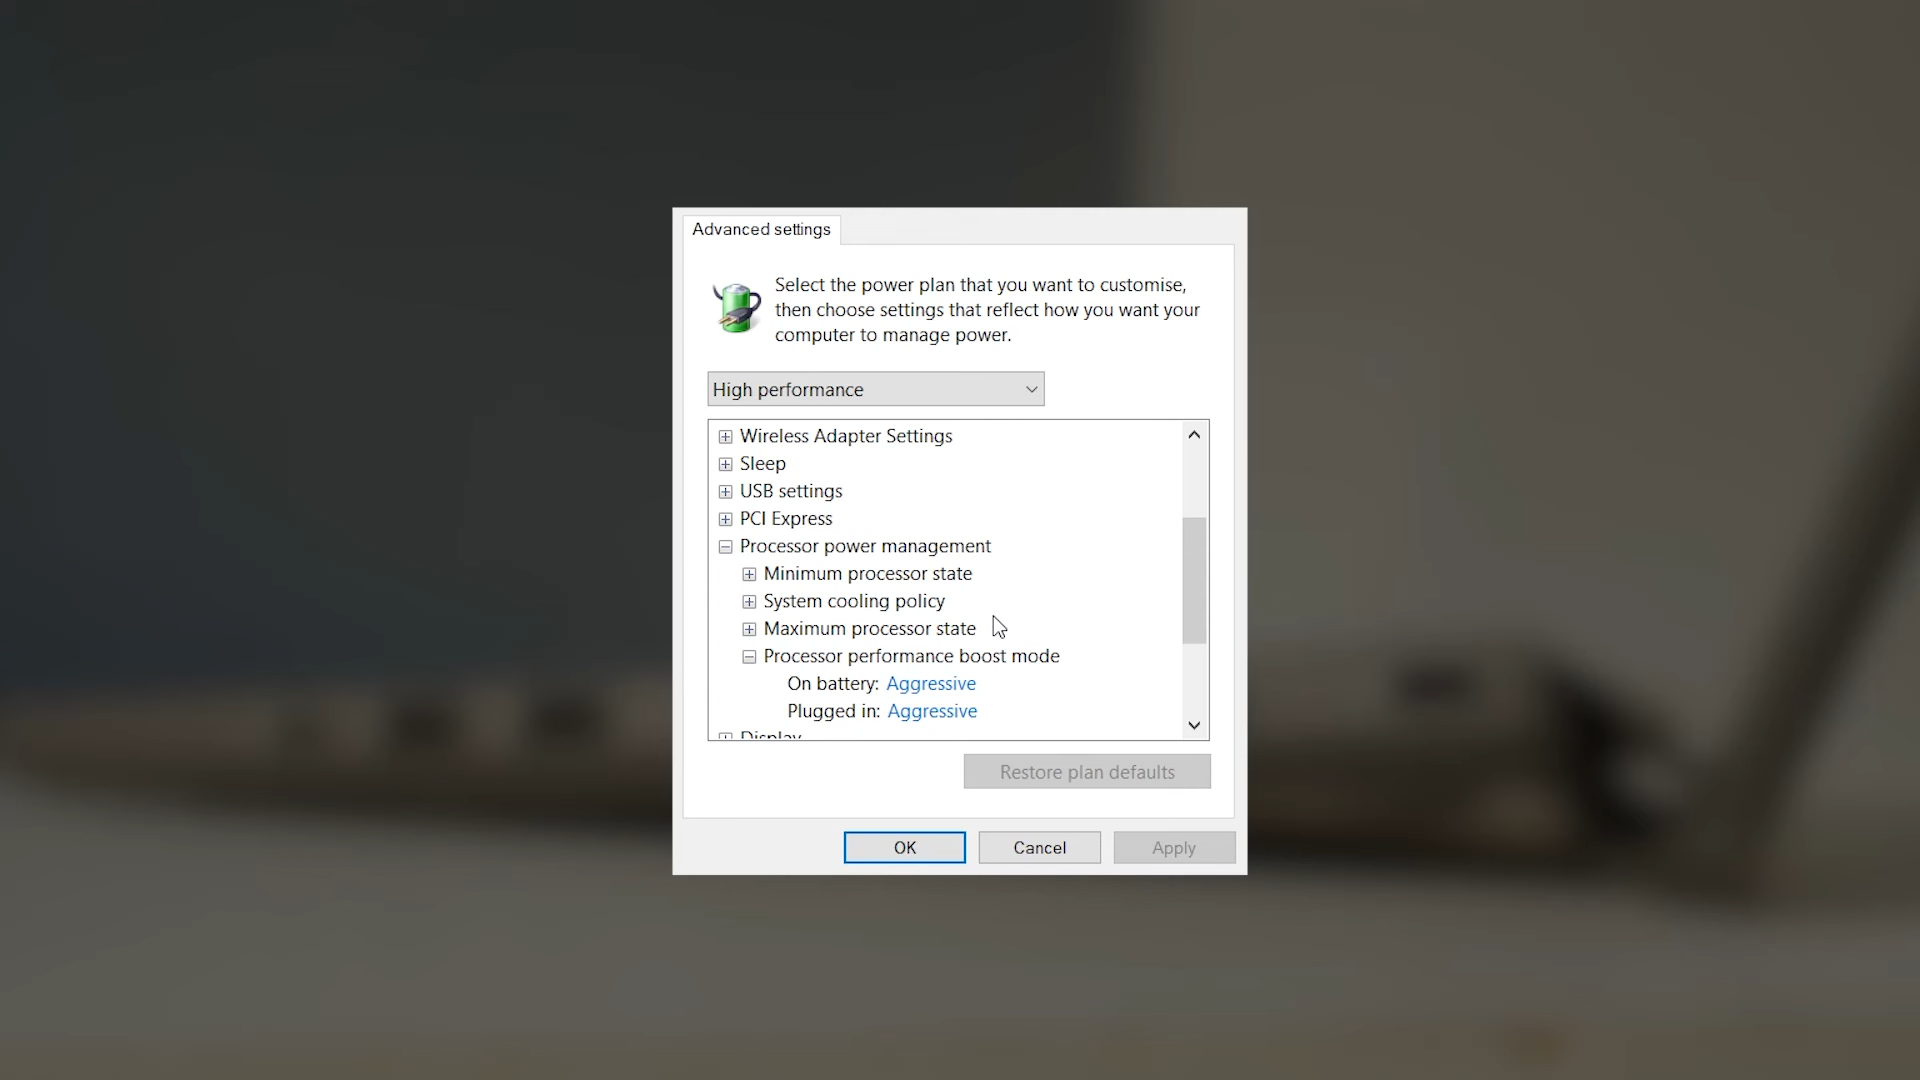 Advanced settings
Select the power plan that you want to customise,
then choose settings that reflect how you want your
computer to manage power.
High performance
Wireless Adapter Settings
Sleep
USB settings
PCI Express
Processor power management
Minimum processor state
System cooling policy
Maximum processor state
Processor performance boost mode
On battery: Aggressive
Plugged in: Aggressive
Display
Restore plan defaults
OK
Cancel
Apply